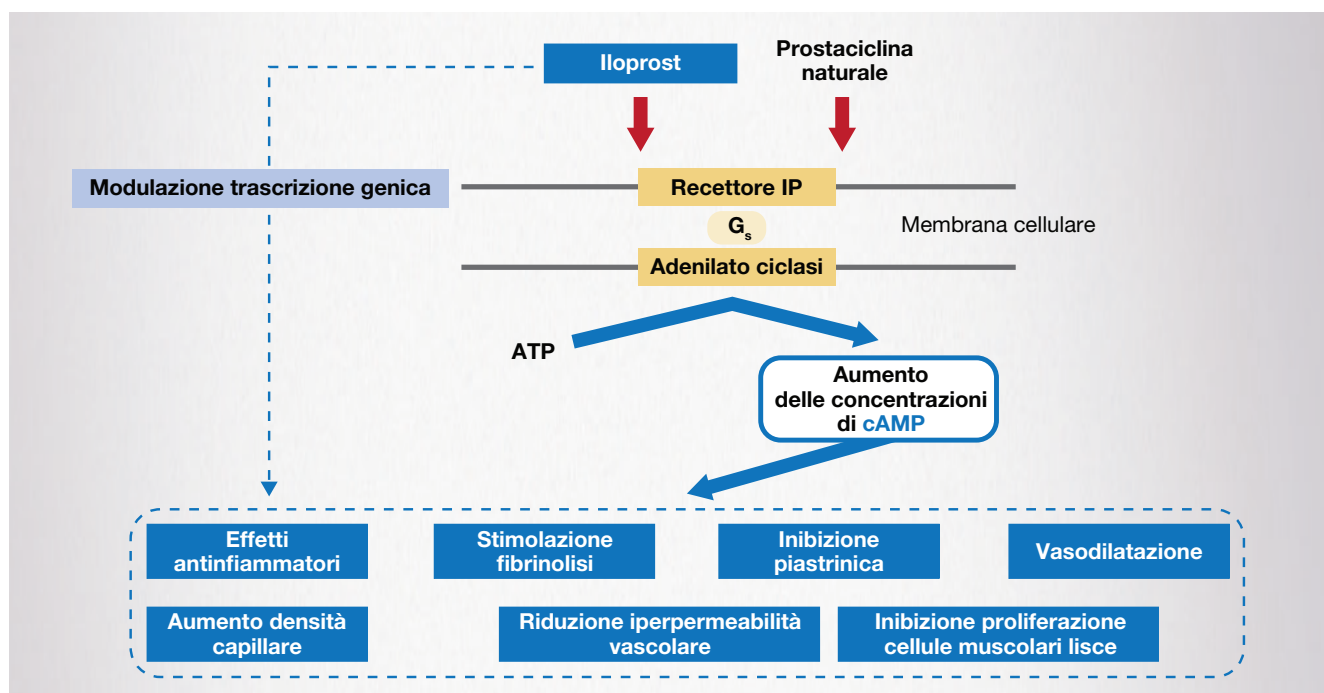 Iloprost
Prostaciclina
naturale
Modulazione trascrizione genica
Recettore IP
Gs
Membrana cellulare
Adenilato ciclasi
ATP
Aumento
delle concentrazioni
di cAMP
Effetti
antinfiammatori
Stimolazione
fibrinolisi
Inibizione
piastrinica
Vasodilatazione
Aumento densità
capillare
Riduzione iperpermeabilità
vascolare
Inibizione proliferazione
cellule muscolari lisce